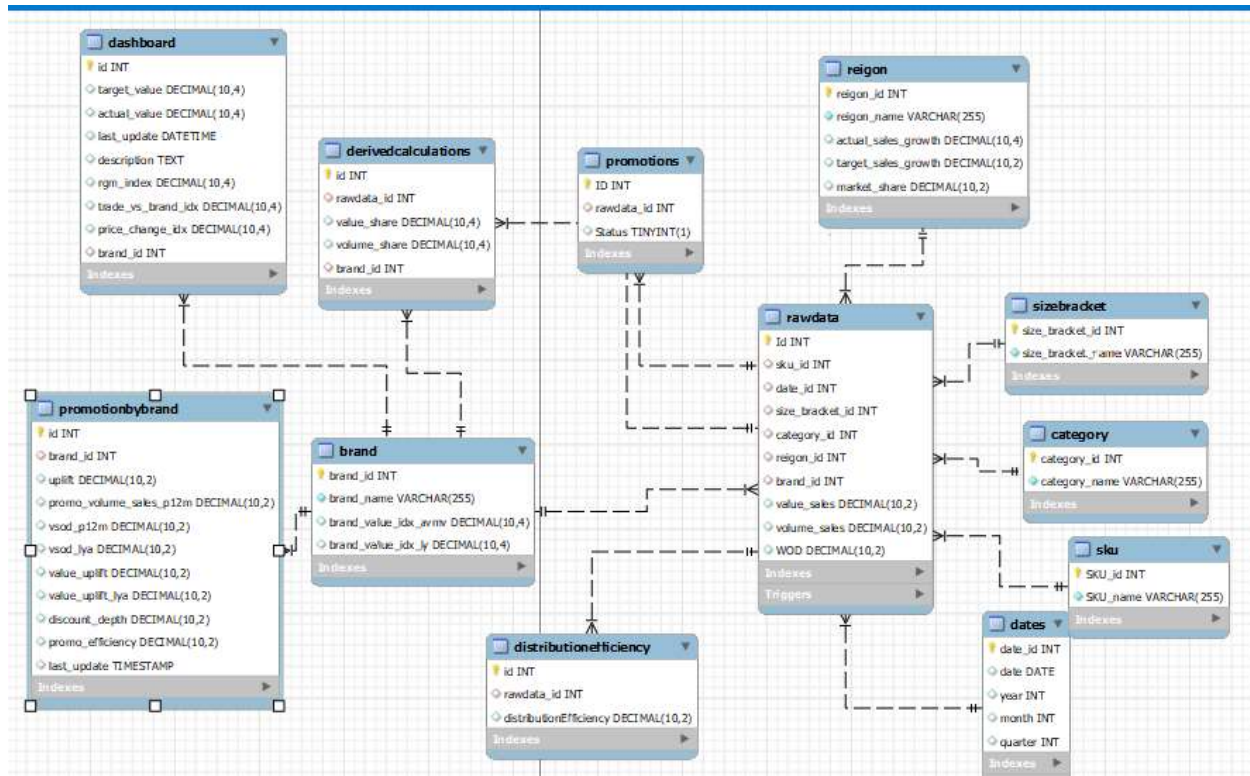 dashboard
id INT
target_value DECIMAL(10,4)
actual_value DECIMAL(10,4)
last_update DATETIME
description TEXT
rgm_index DECIMAL(10,4)
trade_vs_brand_idx DECIMAL(10,4)
price_change_idx DECIMAL(10,4)
brand_id INT
Indexes
derivedcalculations
id INT
rawdata_id INT
value_share DECIMAL(10,4)
volume_share DECIMAL(10,4)
brand_id INT
Indexes
promotions
ID INT
rawdata_id INT
Status TINYINT(1)
Indexes
reigon
reigon_id INT
reigon_name VARCHAR(255)
actual_sales_growth DECIMAL(10,4)
target_sales_growth DECIMAL(10,2)
market_share DECIMAL(10,2)
Indexes
rawdata
Id INT
sku_id INT
date_id INT
size_bracket_id INT
category_id INT
reigon_id INT
brand_id INT
value_sales DECIMAL(10,2)
volume_sales DECIMAL(10,2)
WOD DECIMAL(10,2)
Indexes
Triggers
sizebracket
size_bracket_id INT
size_bracket_name VARCHAR(255)
Indexes
promotionbybrand
id INT
brand_id INT
uplift DECIMAL(10,2)
promo_volume_sales_p12m DECIMAL(10,2)
vsod_p12m DECIMAL(10,2)
vsod_lya DECIMAL(10,2)
value_uplift DECIMAL(10,2)
value_uplift_lya DECIMAL(10,2)
discount_depth DECIMAL(10,2)
promo_efficiency DECIMAL(10,2)
last_update TIMESTAMP
Indexes
brand
brand_id INT
brand_name VARCHAR(255)
brand_value_idx_avmv DECIMAL(10,4)
brand_value_idx_ly DECIMAL(10,4)
Indexes
category
category_id INT
category_name VARCHAR(255)
Indexes
sku
SKU_id INT
SKU_name VARCHAR(255)
Indexes
distributionefficiency
id INT
rawdata_id INT
distributionEfficiency DECIMAL(10,2)
Indexes
dates
date_id INT
date DATE
year INT
month INT
quarter INT
Indexes